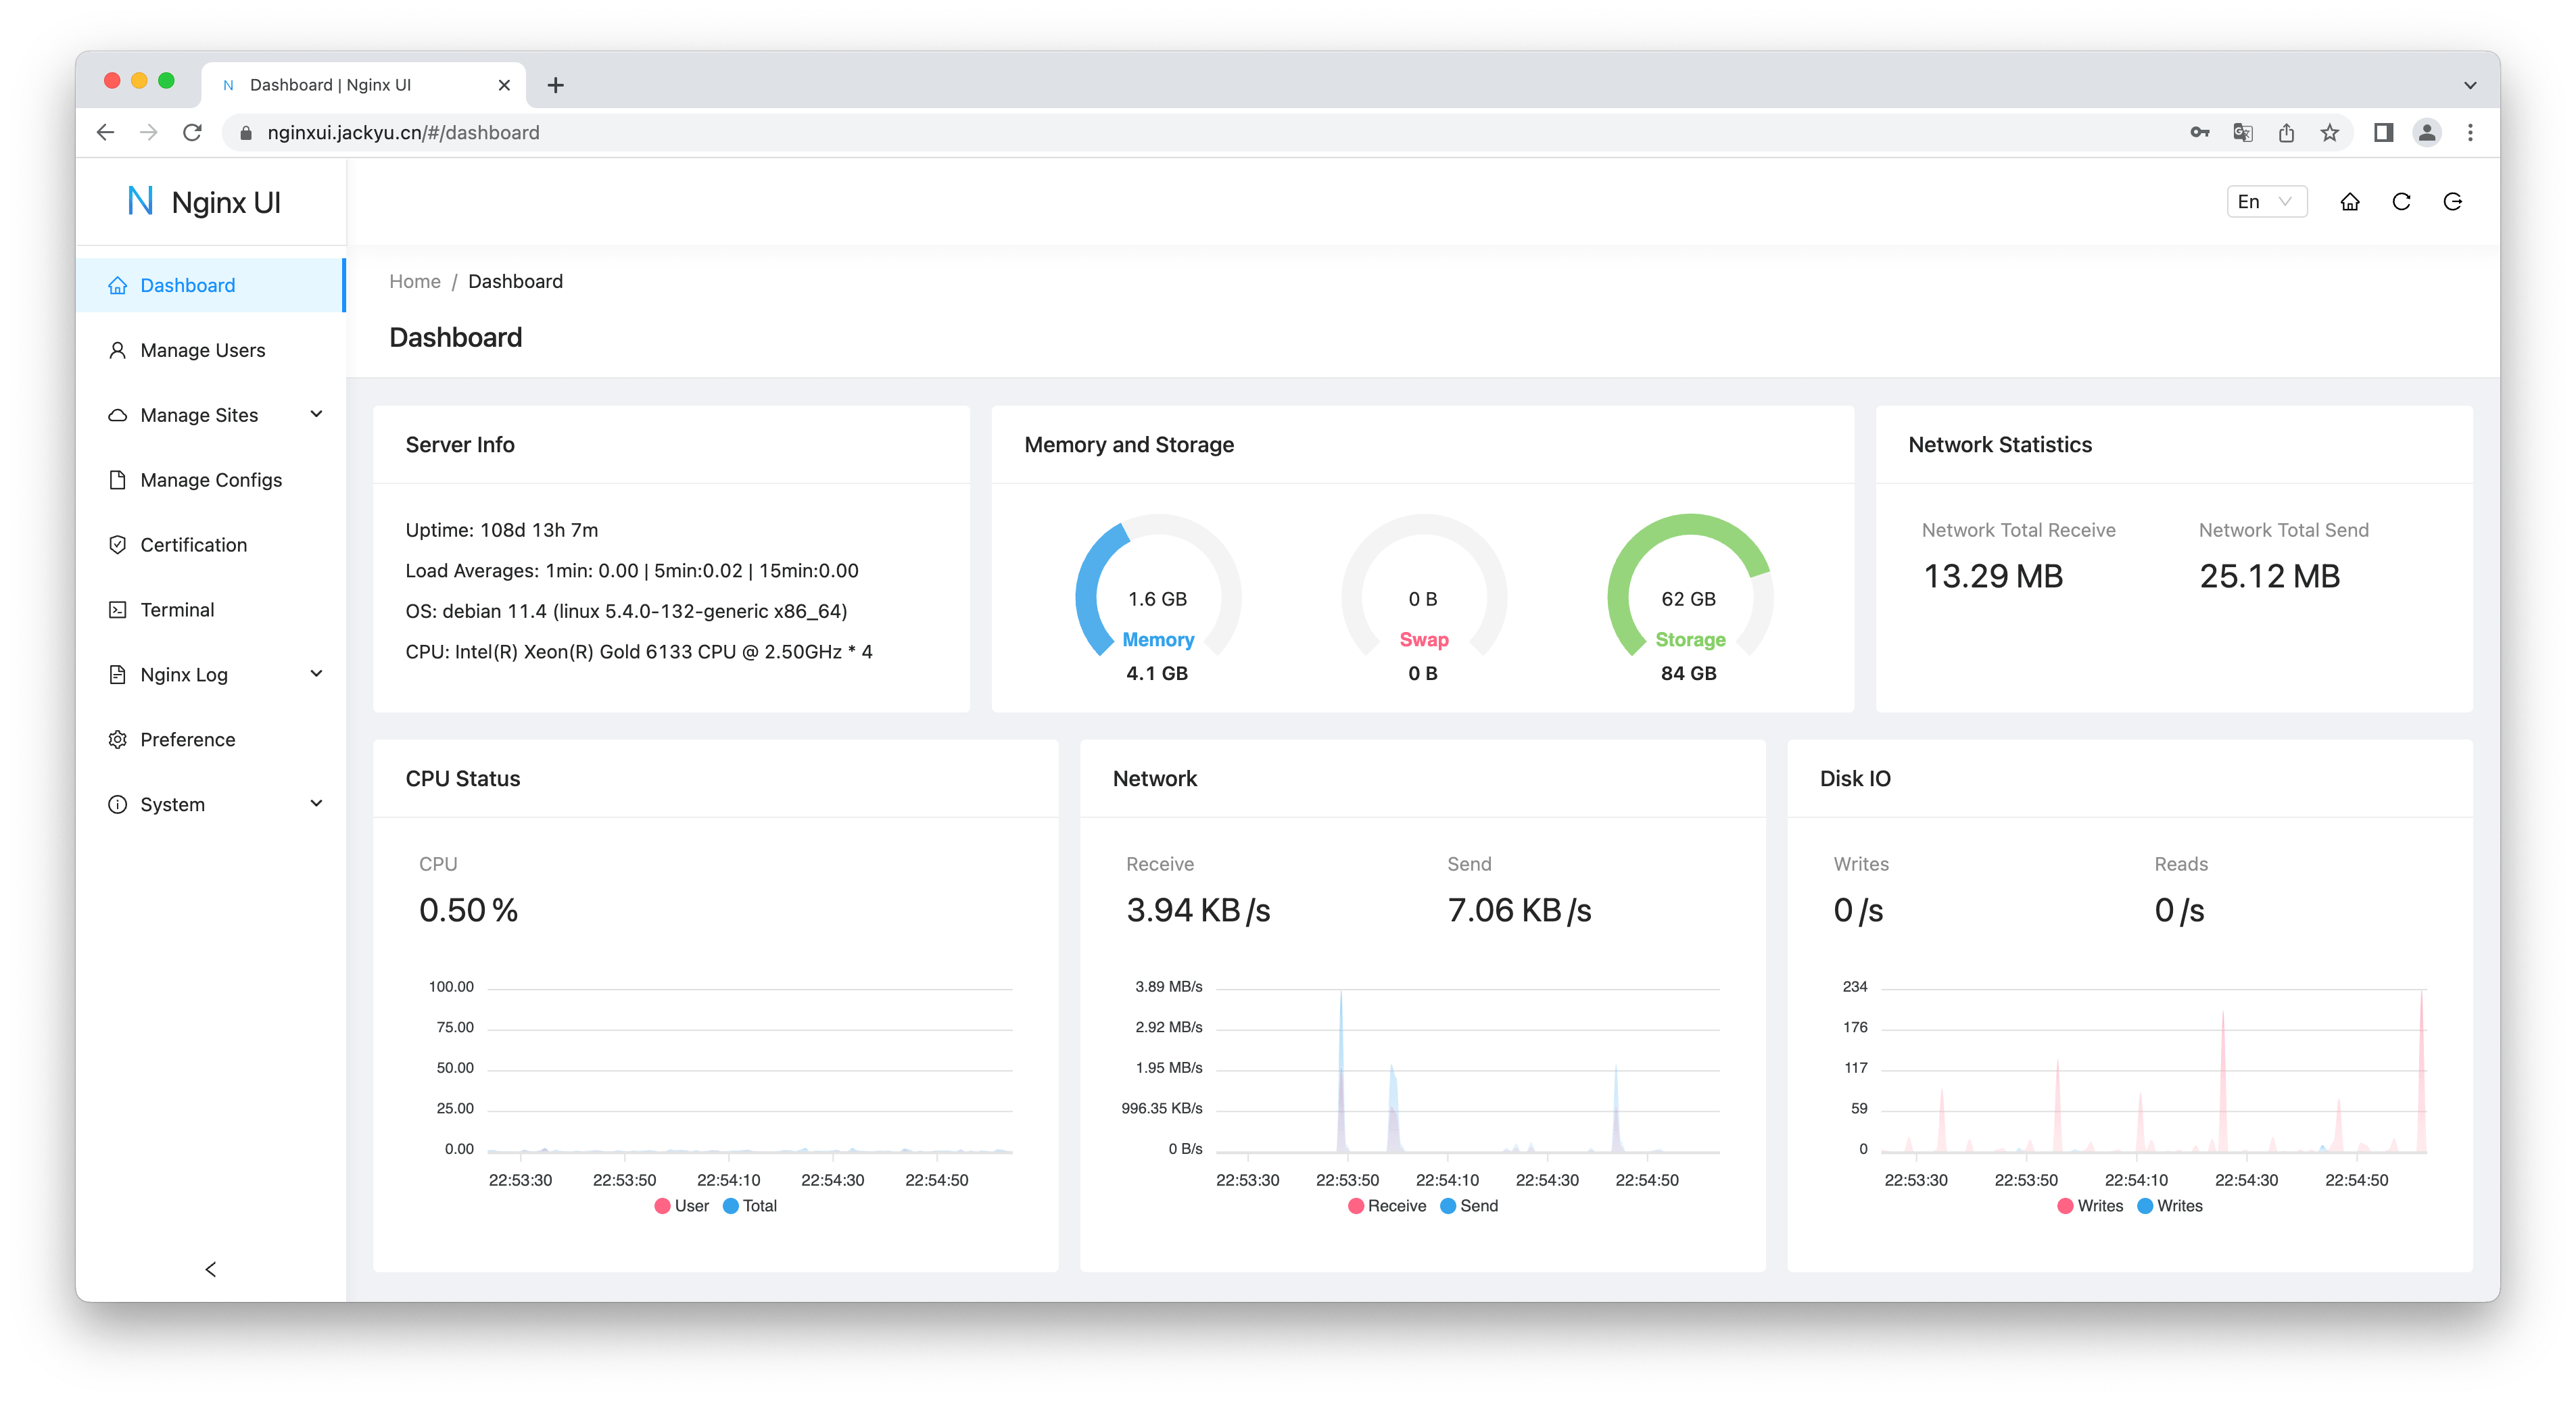 N Dashboard | Nginx UI
nginxui.jackyu.cn/#/dashboard
N Nginx UI
En
Dashboard
Manage Users
Manage Sites
Manage Configs
Certification
Terminal
Nginx Log
Preference
System
Home / Dashboard
Dashboard
Server Info
Uptime: 108d 13h 7m
Load Averages: 1min: 0.00 | 5min:0.02 | 15min:0.00
OS: debian 11.4 (linux 5.4.0-132-generic x86_64)
CPU: Intel(R) Xeon(R) Gold 6133 CPU @ 2.50GHz * 4
Memory and Storage
1.6 GB
Memory
4.1 GB
0 B
Swap
0 B
62 GB
Storage
84 GB
Network Statistics
Network Total Receive
13.29 MB
Network Total Send
25.12 MB
CPU Status
CPU
0.50 %
100.00
75.00
50.00
25.00
0.00
22:53:30 22:53:50 22:54:10 22:54:30 22:54:50
User Total
Network
Receive
3.94 KB /s
Send
7.06 KB /s
3.89 MB/s
2.92 MB/s
1.95 MB/s
996.35 KB/s
0 B/s
22:53:30 22:53:50 22:54:10 22:54:30 22:54:50
Receive Send
Disk IO
Writes
0 /s
Reads
0 /s
234
176
117
59
0
22:53:30 22:53:50 22:54:10 22:54:30 22:54:50
Writes Writes